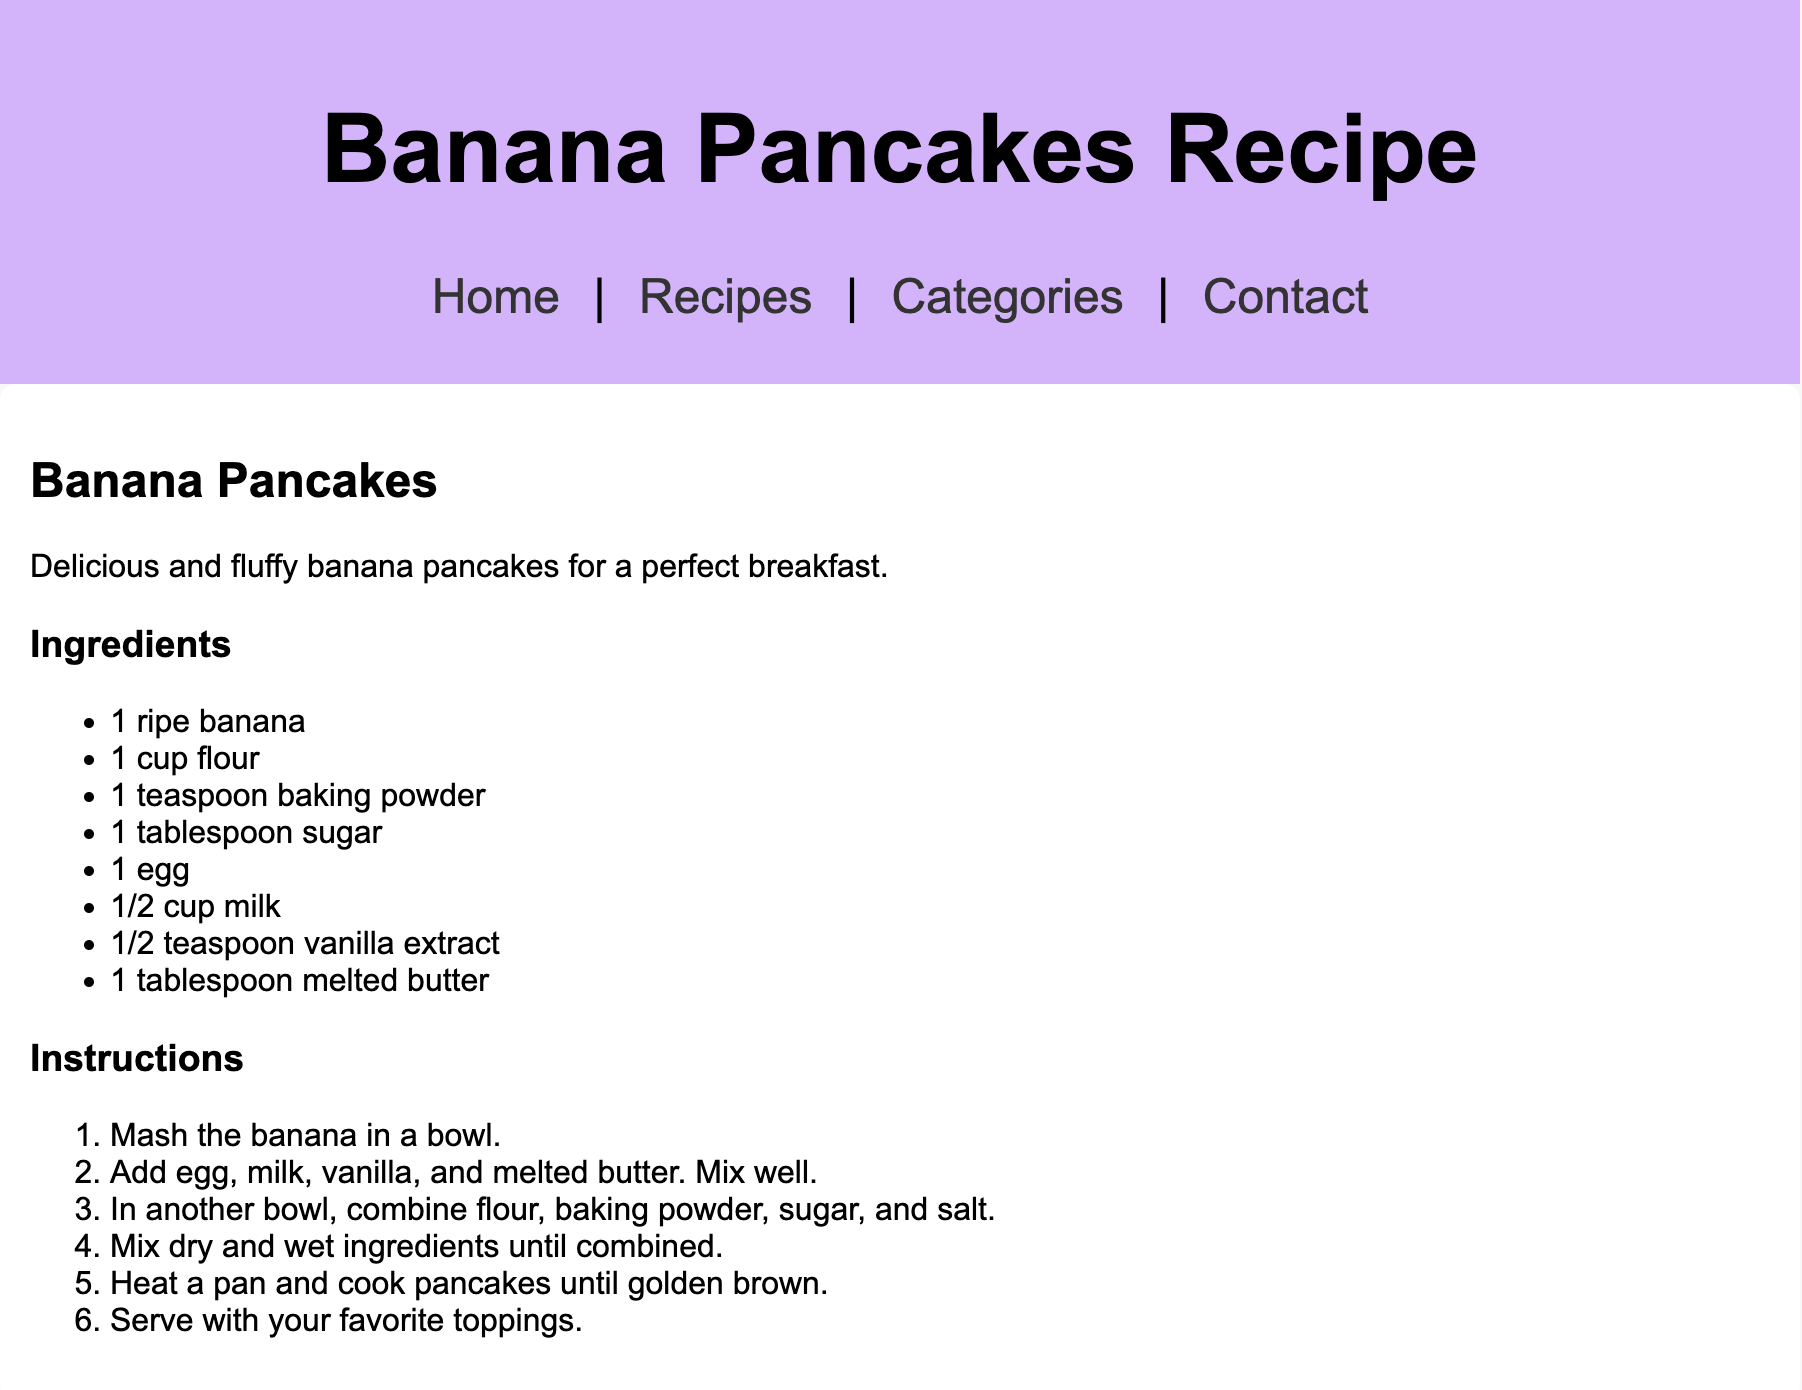 Banana Pancakes Recipe
Home | Recipes | Categories | Contact
Banana Pancakes
Delicious and fluffy banana pancakes for a perfect breakfast.
Ingredients
• 1 ripe banana
• 1 cup flour
• 1 teaspoon baking powder
• 1 tablespoon sugar
• 1 egg
• 1/2 cup milk
• 1/2 teaspoon vanilla extract
• 1 tablespoon melted butter
Instructions
1. Mash the banana in a bowl.
2. Add egg, milk, vanilla, and melted butter. Mix well.
3. In another bowl, combine flour, baking powder, sugar, and salt.
4. Mix dry and wet ingredients until combined.
5. Heat a pan and cook pancakes until golden brown.
6. Serve with your favorite toppings.